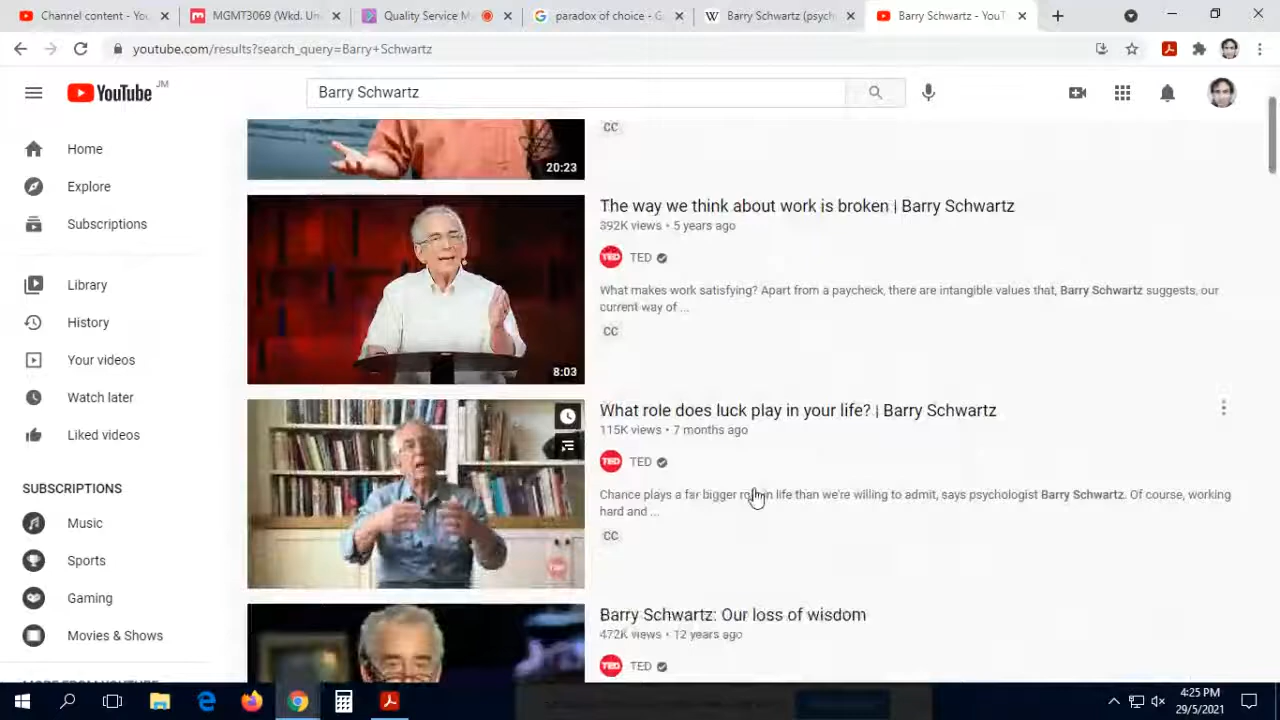 Channel content - You
MGMT3069 (Wkd. Un
Quality Service M
paradox of choice - G
Barry Schwartz (psych
Barry Schwartz - YouT
youtube.com/results?search_query=Barry+Schwartz
YouTube JM
Barry Schwartz
Home
Explore
Subscriptions
Library
History
Your videos
Watch later
Liked videos
SUBSCRIPTIONS
Music
Sports
Gaming
Movies & Shows
MORE FROM YOUTUBE
20:23
CC
The way we think about work is broken | Barry Schwartz
892K views • 5 years ago
TED
What makes work satisfying? Apart from a paycheck, there are intangible values that, Barry Schwartz suggests, our
current way of ...
CC
8:03
What role does luck play in your life? | Barry Schwartz
115K views • 7 months ago
TED
Chance plays a far bigger role in life than we're willing to admit, says psychologist Barry Schwartz. Of course, working
hard and ...
CC
TED
Barry Schwartz: Our loss of wisdom
472K views • 12 years ago
TED
4:25 PM
29/5/2021